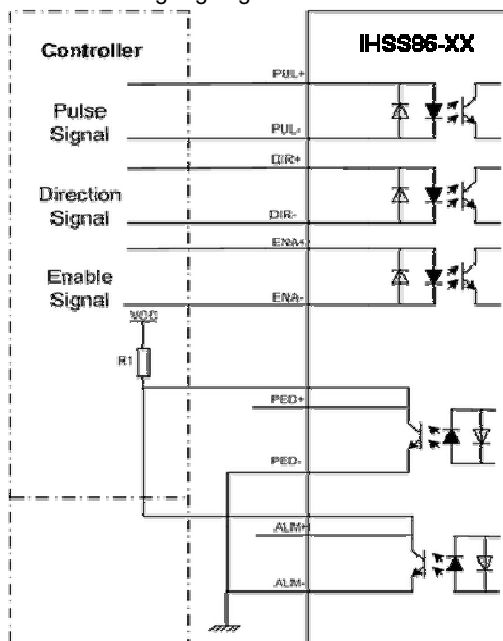 Controller
IHSS86-XX
PUL+
Pulse
Signal
PUL-
DIR+
Direction
Signal
DIR-
ENA+
Enable
Signal
ENA-
VCC
R1
PED+
PED-
ALM+
ALM-